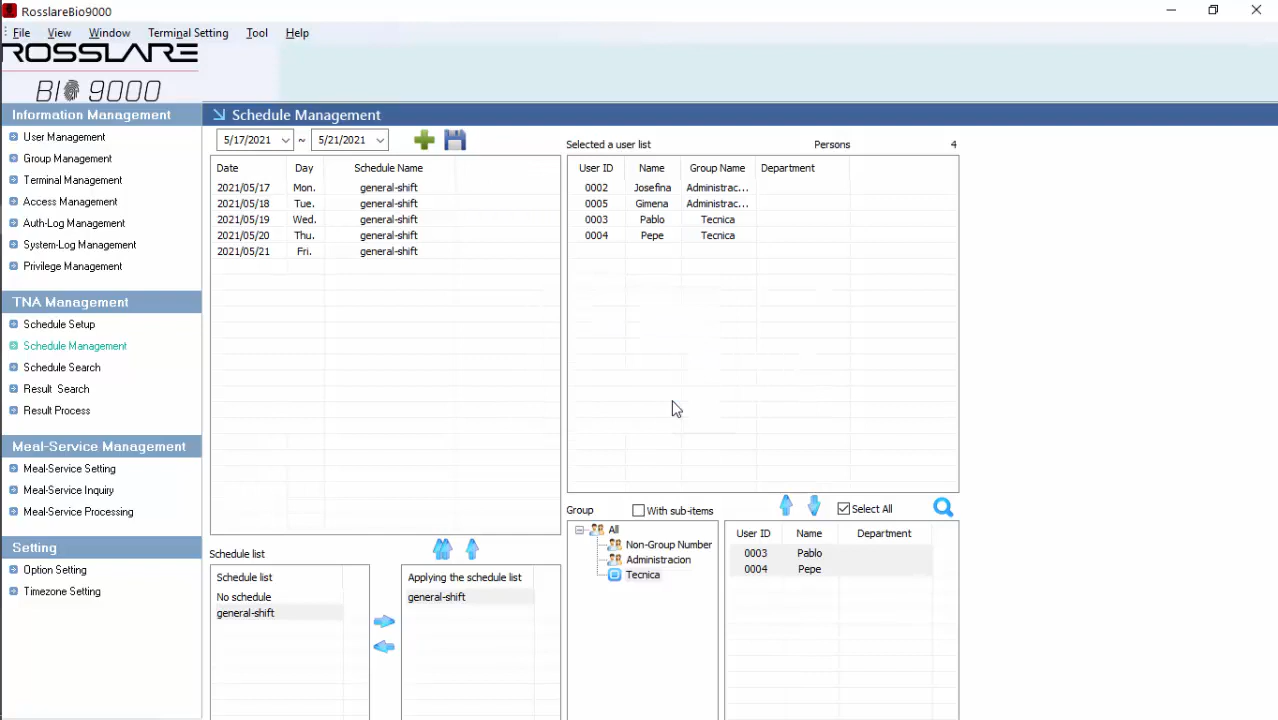 RosslareBio9000
File View Window Terminal Setting Tool Help
ROSSLARE
BIO 9000
Information Management
User Management
Group Management
Terminal Management
Access Management
Auth-Log Management
System-Log Management
Privilege Management
TNA Management
Schedule Setup
Schedule Management
Schedule Search
Result Search
Result Process
Meal-Service Management
Meal-Service Setting
Meal-Service Inquiry
Meal-Service Processing
Setting
Option Setting
Timezone Setting
Schedule Management
5/17/2021 ~ 5/21/2021
Date Day Schedule Name
2021/05/17 Mon. general-shift
2021/05/18 Tue. general-shift
2021/05/19 Wed. general-shift
2021/05/20 Thu. general-shift
2021/05/21 Fri. general-shift
Selected a user list Persons 4
User ID Name Group Name Department
0002 Josefina Administrac...
0005 Gimena Administrac...
0003 Pablo Tecnica
0004 Pepe Tecnica
Schedule list
Schedule list
No schedule
general-shift
Applying the schedule list
general-shift
Group With sub-items
All
Non-Group Number
Administracion
Tecnica
Select All
User ID Name Department
0003 Pablo
0004 Pepe